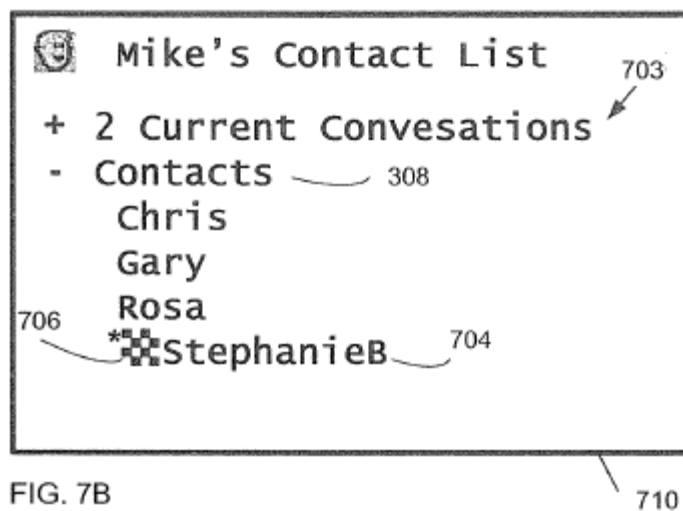 Mike's Contact List
703
+ 2 Current Convesations
- Contacts 308
Chris
Gary
Rosa
706
*StephanieB 704
FIG. 7B
710